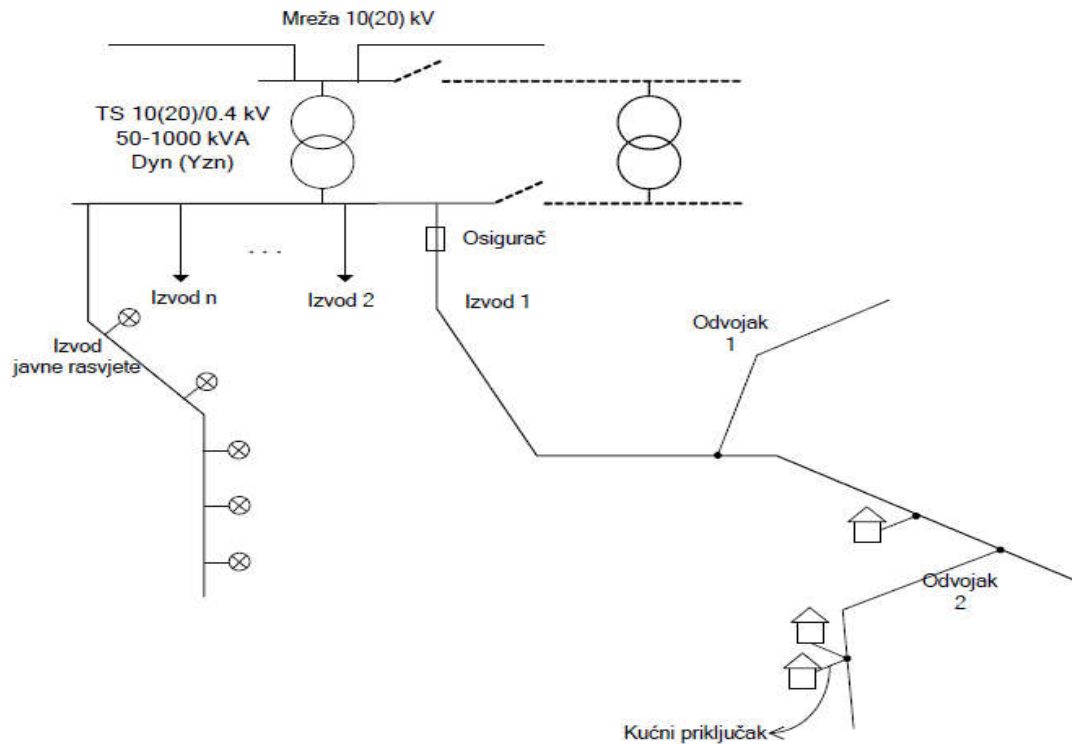 Mreža 10(20) kV
TS 10(20)/0.4 kV
50-1000 kVA
Dyn (Yzn)
Osigurač
. . .
Izvod n
Izvod 2
Izvod 1
Izvod
javne rasvjete
Odvojak
1
Odvojak
2
Kućni priključak